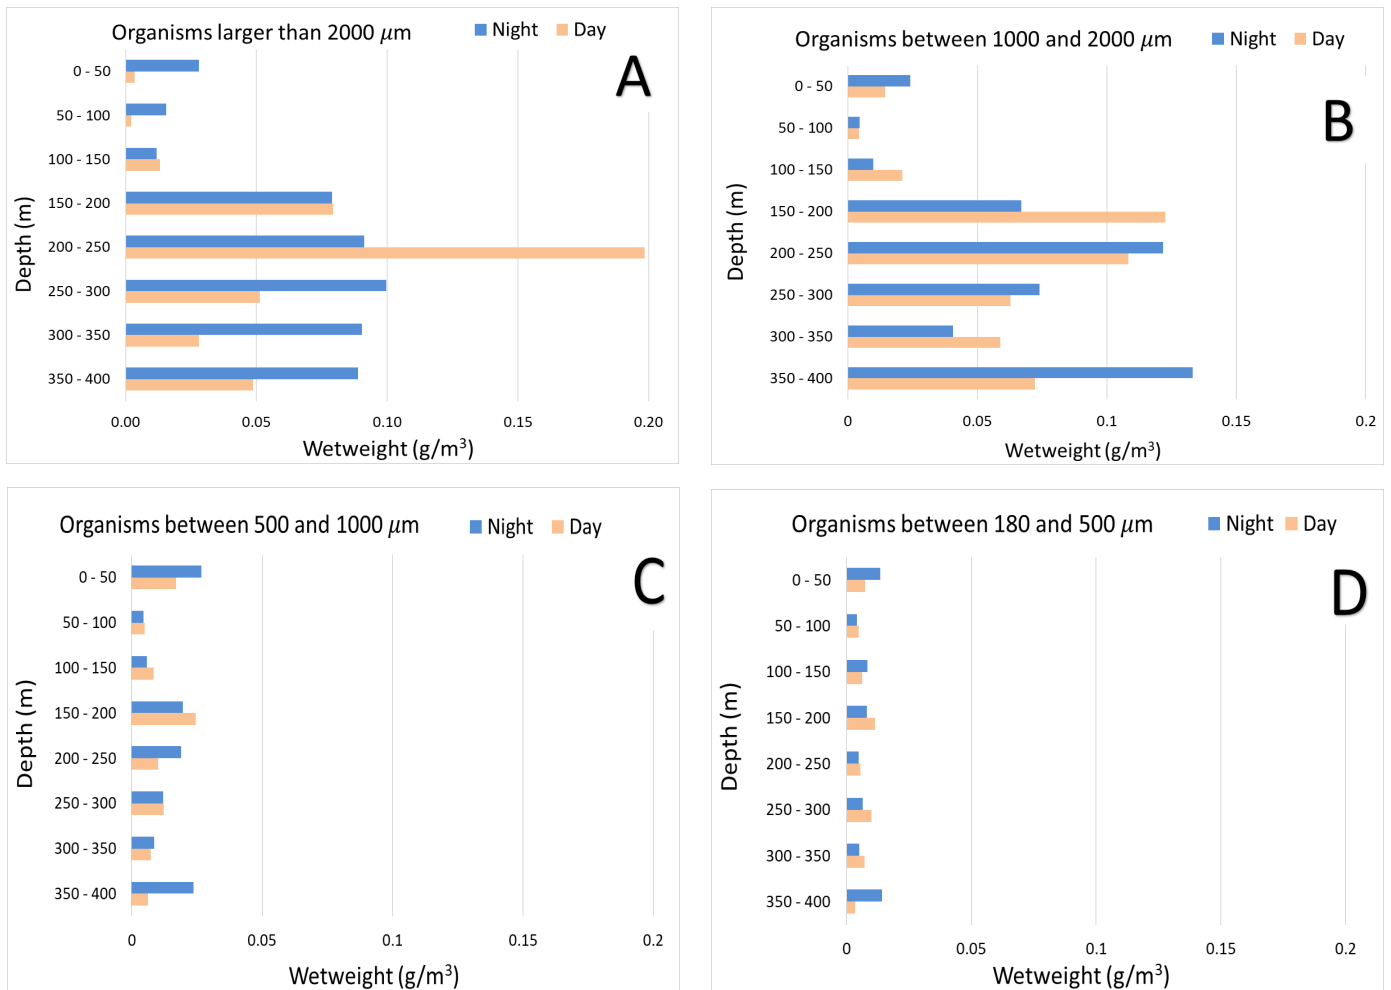 Organisms larger than 2000 μm
Night Day
A
Depth (m)
0 - 50
50 - 100
100 - 150
150 - 200
200 - 250
250 - 300
300 - 350
350 - 400
0.00 0.05 0.10 0.15 0.20
Wetweight (g/m³)
Organisms between 1000 and 2000 μm
Night Day
B
Depth (m)
0 - 50
50 - 100
100 - 150
150 - 200
200 - 250
250 - 300
300 - 350
350 - 400
0 0.05 0.1 0.15 0.2
Wetweight (g/m³)
Organisms between 500 and 1000 μm
Night Day
C
Depth (m)
0 - 50
50 - 100
100 - 150
150 - 200
200 - 250
250 - 300
300 - 350
350 - 400
0 0.05 0.1 0.15 0.2
Wetweight (g/m³)
Organisms between 180 and 500 μm
Night Day
D
Depth (m)
0 - 50
50 - 100
100 - 150
150 - 200
200 - 250
250 - 300
300 - 350
350 - 400
0 0.05 0.1 0.15 0.2
Wetweight (g/m³)